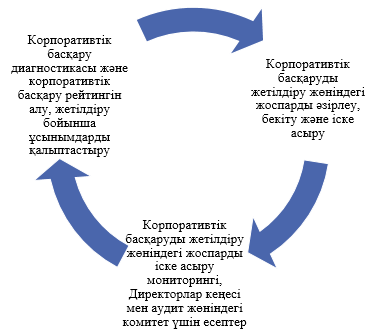 Корпоративтік
басқару
диагностикасы және
корпоративтік
басқару рейтингін
алу, жетілдіру
бойынша
ұсынымдарды
қалыптастыру
Корпоративтік
басқаруды
жетілдіру жөніндегі
жоспарды әзірлеу,
бекіту және іске
асыру
Корпоративтік
басқаруды жетілдіру
жөніндегі жоспарды
іске асыру
мониторингі,
Директорлар кеңесі
мен аудит жөніндегі
комитет үшін есептер